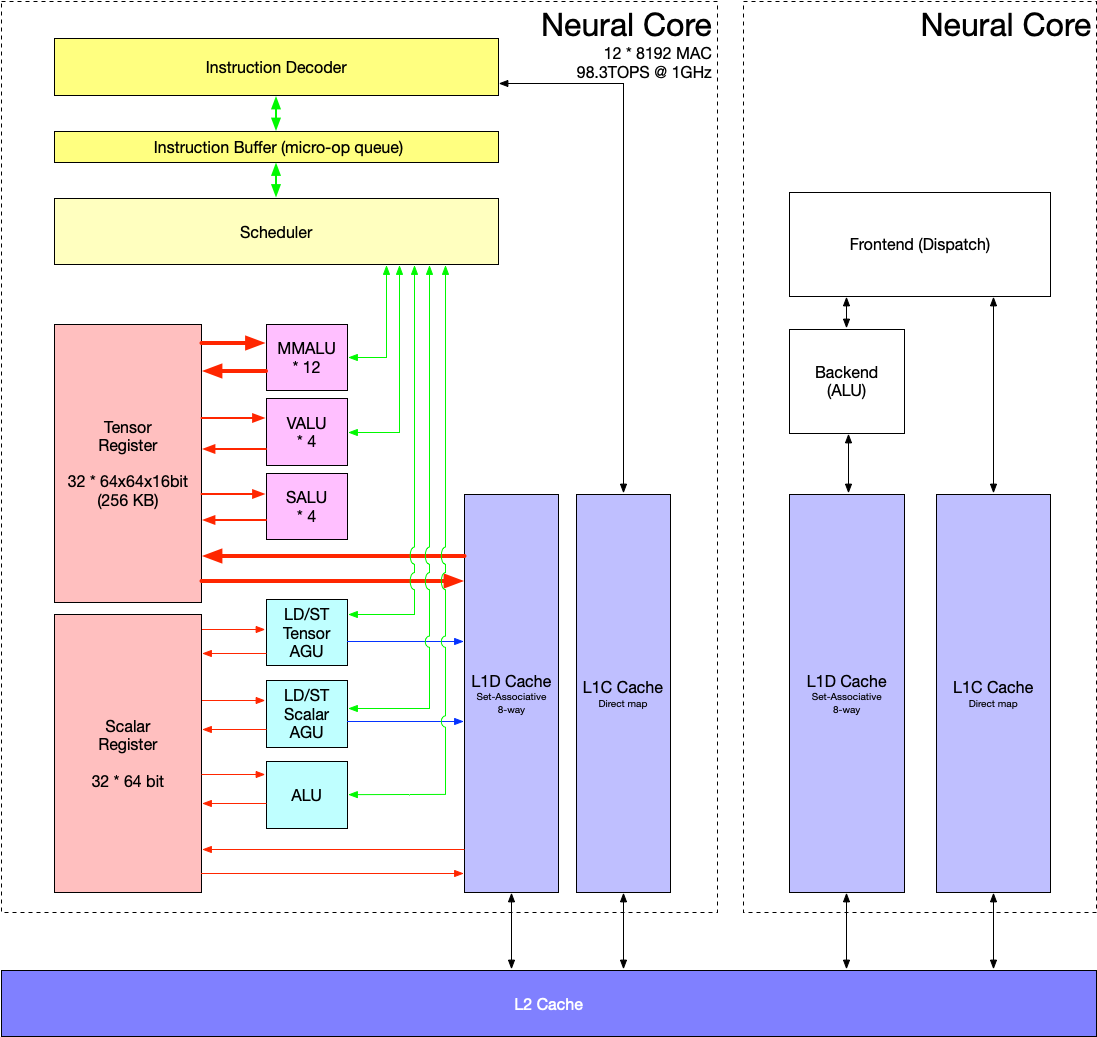 Neural Core
12 * 8192 MAC
98.3TOPS @ 1GHz
Instruction Decoder
Instruction Buffer (micro-op queue)
Scheduler
Tensor
Register
32 * 64x64x16bit
(256 KB)
MMALU
* 12
VALU
* 4
SALU
* 4
Scalar
Register
32 * 64 bit
LD/ST
Tensor
AGU
LD/ST
Scalar
AGU
ALU
L1D Cache
Set-Associative
8-way
L1C Cache
Direct map
Neural Core
Frontend (Dispatch)
Backend
(ALU)
L1D Cache
Set-Associative
8-way
L1C Cache
Direct map
L2 Cache